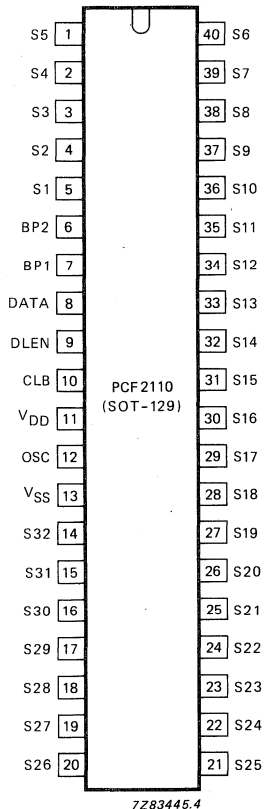 S5 1 40 S6
S4 2 39 S7
S3 3 38 S8
S2 4 37 S9
S1 5 36 S10
BP2 6 35 S11
BP1 7 34 S12
DATA 8 33 S13
DLEN 9 32 S14
CLB 10 31 S15
PCF2110
(SOT-129)
VDD 11 30 S16
OSC 12 29 S17
VSS 13 28 S18
S32 14 27 S19
S31 15 26 S20
S30 16 25 S21
S29 17 24 S22
S28 18 23 S23
S27 19 22 S24
S26 20 21 S25
7Z83445.4